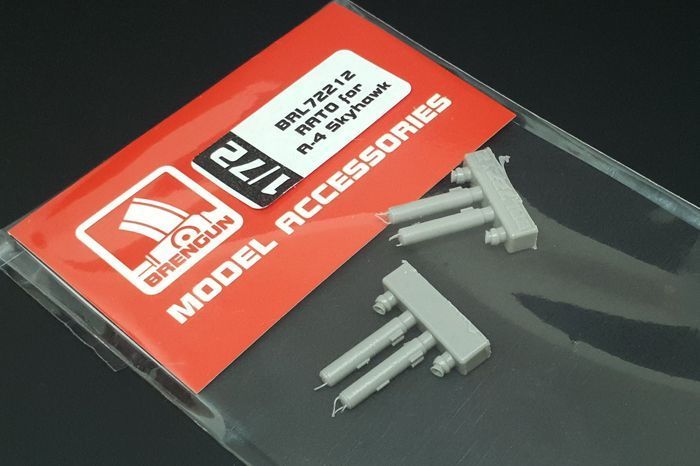 BRL72212
RATO for
A-4 Skyhawk
1/72
BRENGUN
MODEL ACCESSORIES